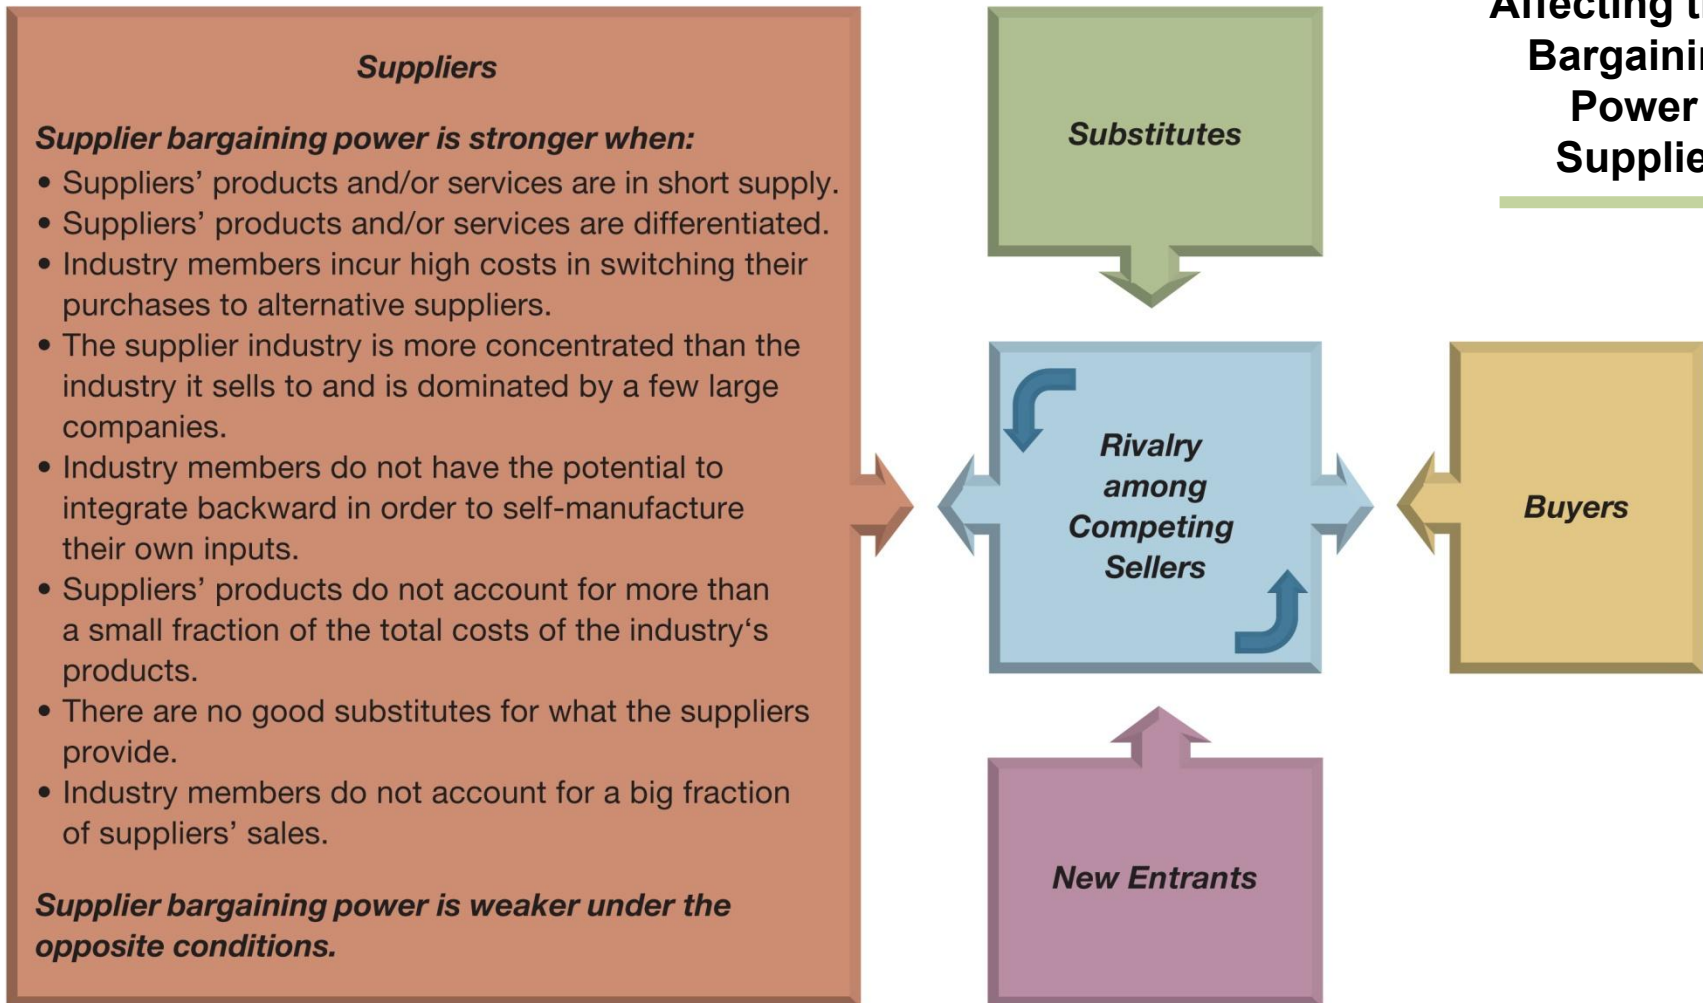 Suppliers
Supplier bargaining power is stronger when:
• Suppliers’ products and/or services are in short supply.
• Suppliers’ products and/or services are differentiated.
• Industry members incur high costs in switching their
purchases to alternative suppliers.
• The supplier industry is more concentrated than the
industry it sells to and is dominated by a few large
companies.
• Industry members do not have the potential to
integrate backward in order to self-manufacture
their own inputs.
• Suppliers’ products do not account for more than
a small fraction of the total costs of the industry‘s
products.
• There are no good substitutes for what the suppliers
provide.
• Industry members do not account for a big fraction
of suppliers’ sales.
Supplier bargaining power is weaker under the
opposite conditions.
Substitutes
Rivalry
among
Competing
Sellers
Buyers
New Entrants
Affecting
Power